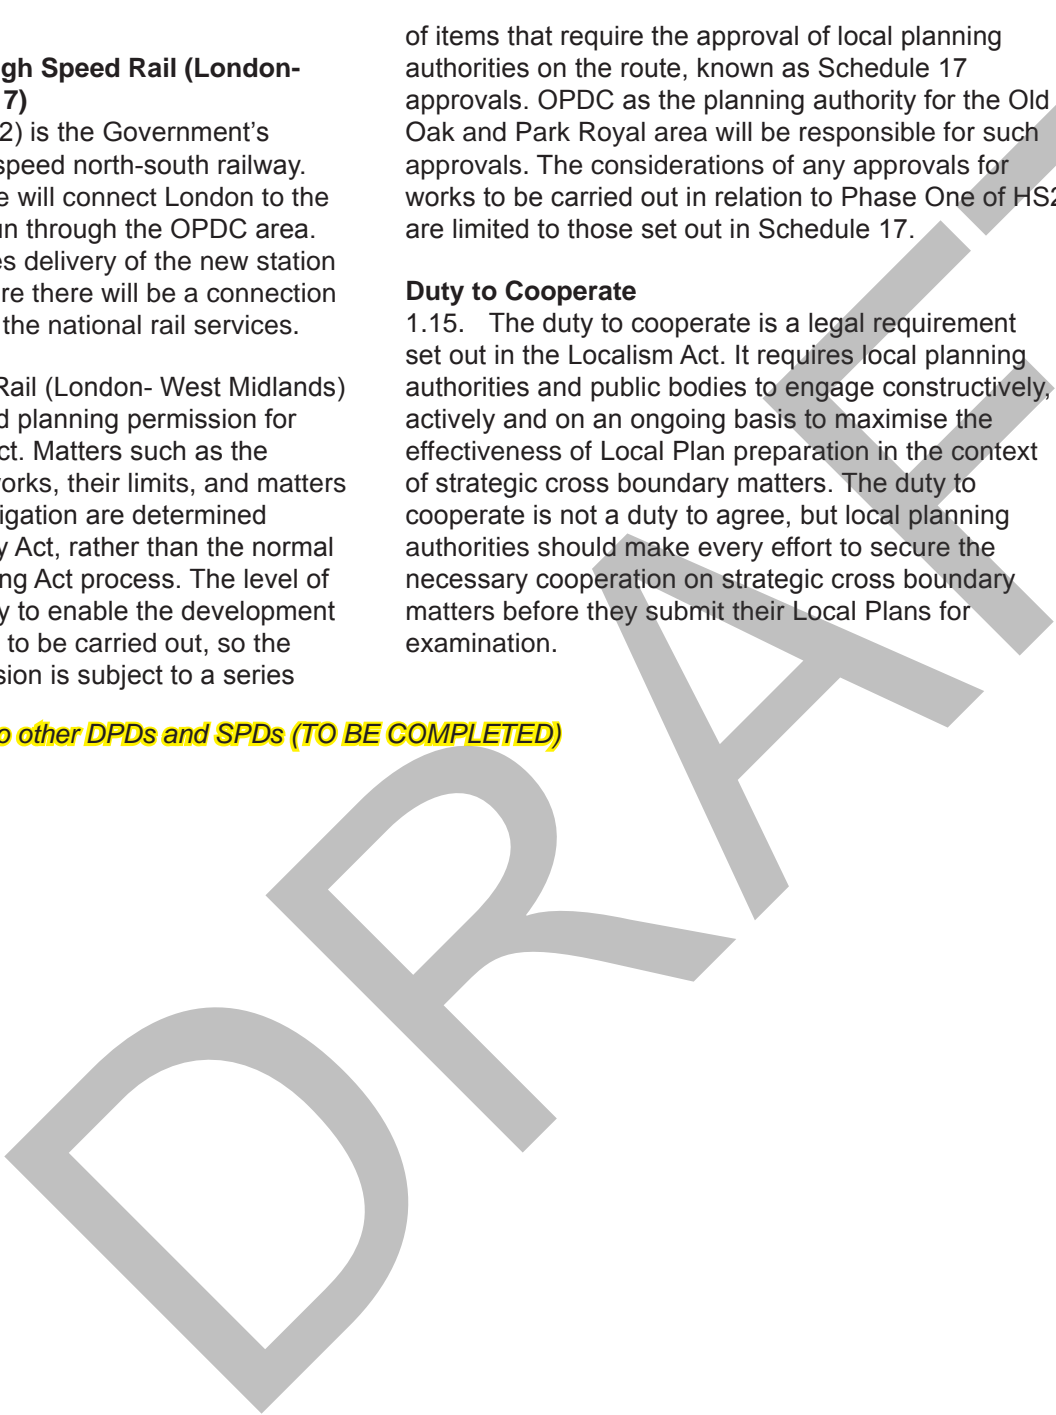 gh Speed Rail (London-
7)
2) is the Government’s
speed north-south railway.
e will connect London to the
un through the OPDC area.
es delivery of the new station
re there will be a connection
the national rail services.
Rail (London- West Midlands)
d planning permission for
ct. Matters such as the
works, their limits, and matters
igation are determined
y Act, rather than the normal
ing Act process. The level of
y to enable the development
to be carried out, so the
sion is subject to a series
of items that require the approval of local planning
authorities on the route, known as Schedule 17
approvals. OPDC as the planning authority for the Old
Oak and Park Royal area will be responsible for such
approvals. The considerations of any approvals for
works to be carried out in relation to Phase One of HS2
are limited to those set out in Schedule 17.
Duty to Cooperate
1.15. The duty to cooperate is a legal requirement
set out in the Localism Act. It requires local planning
authorities and public bodies to engage constructively,
actively and on an ongoing basis to maximise the
effectiveness of Local Plan preparation in the context
of strategic cross boundary matters. The duty to
cooperate is not a duty to agree, but local planning
authorities should make every effort to secure the
necessary cooperation on strategic cross boundary
matters before they submit their Local Plans for
examination.
o other DPDs and SPDs (TO BE COMPLETED)
DRAFT